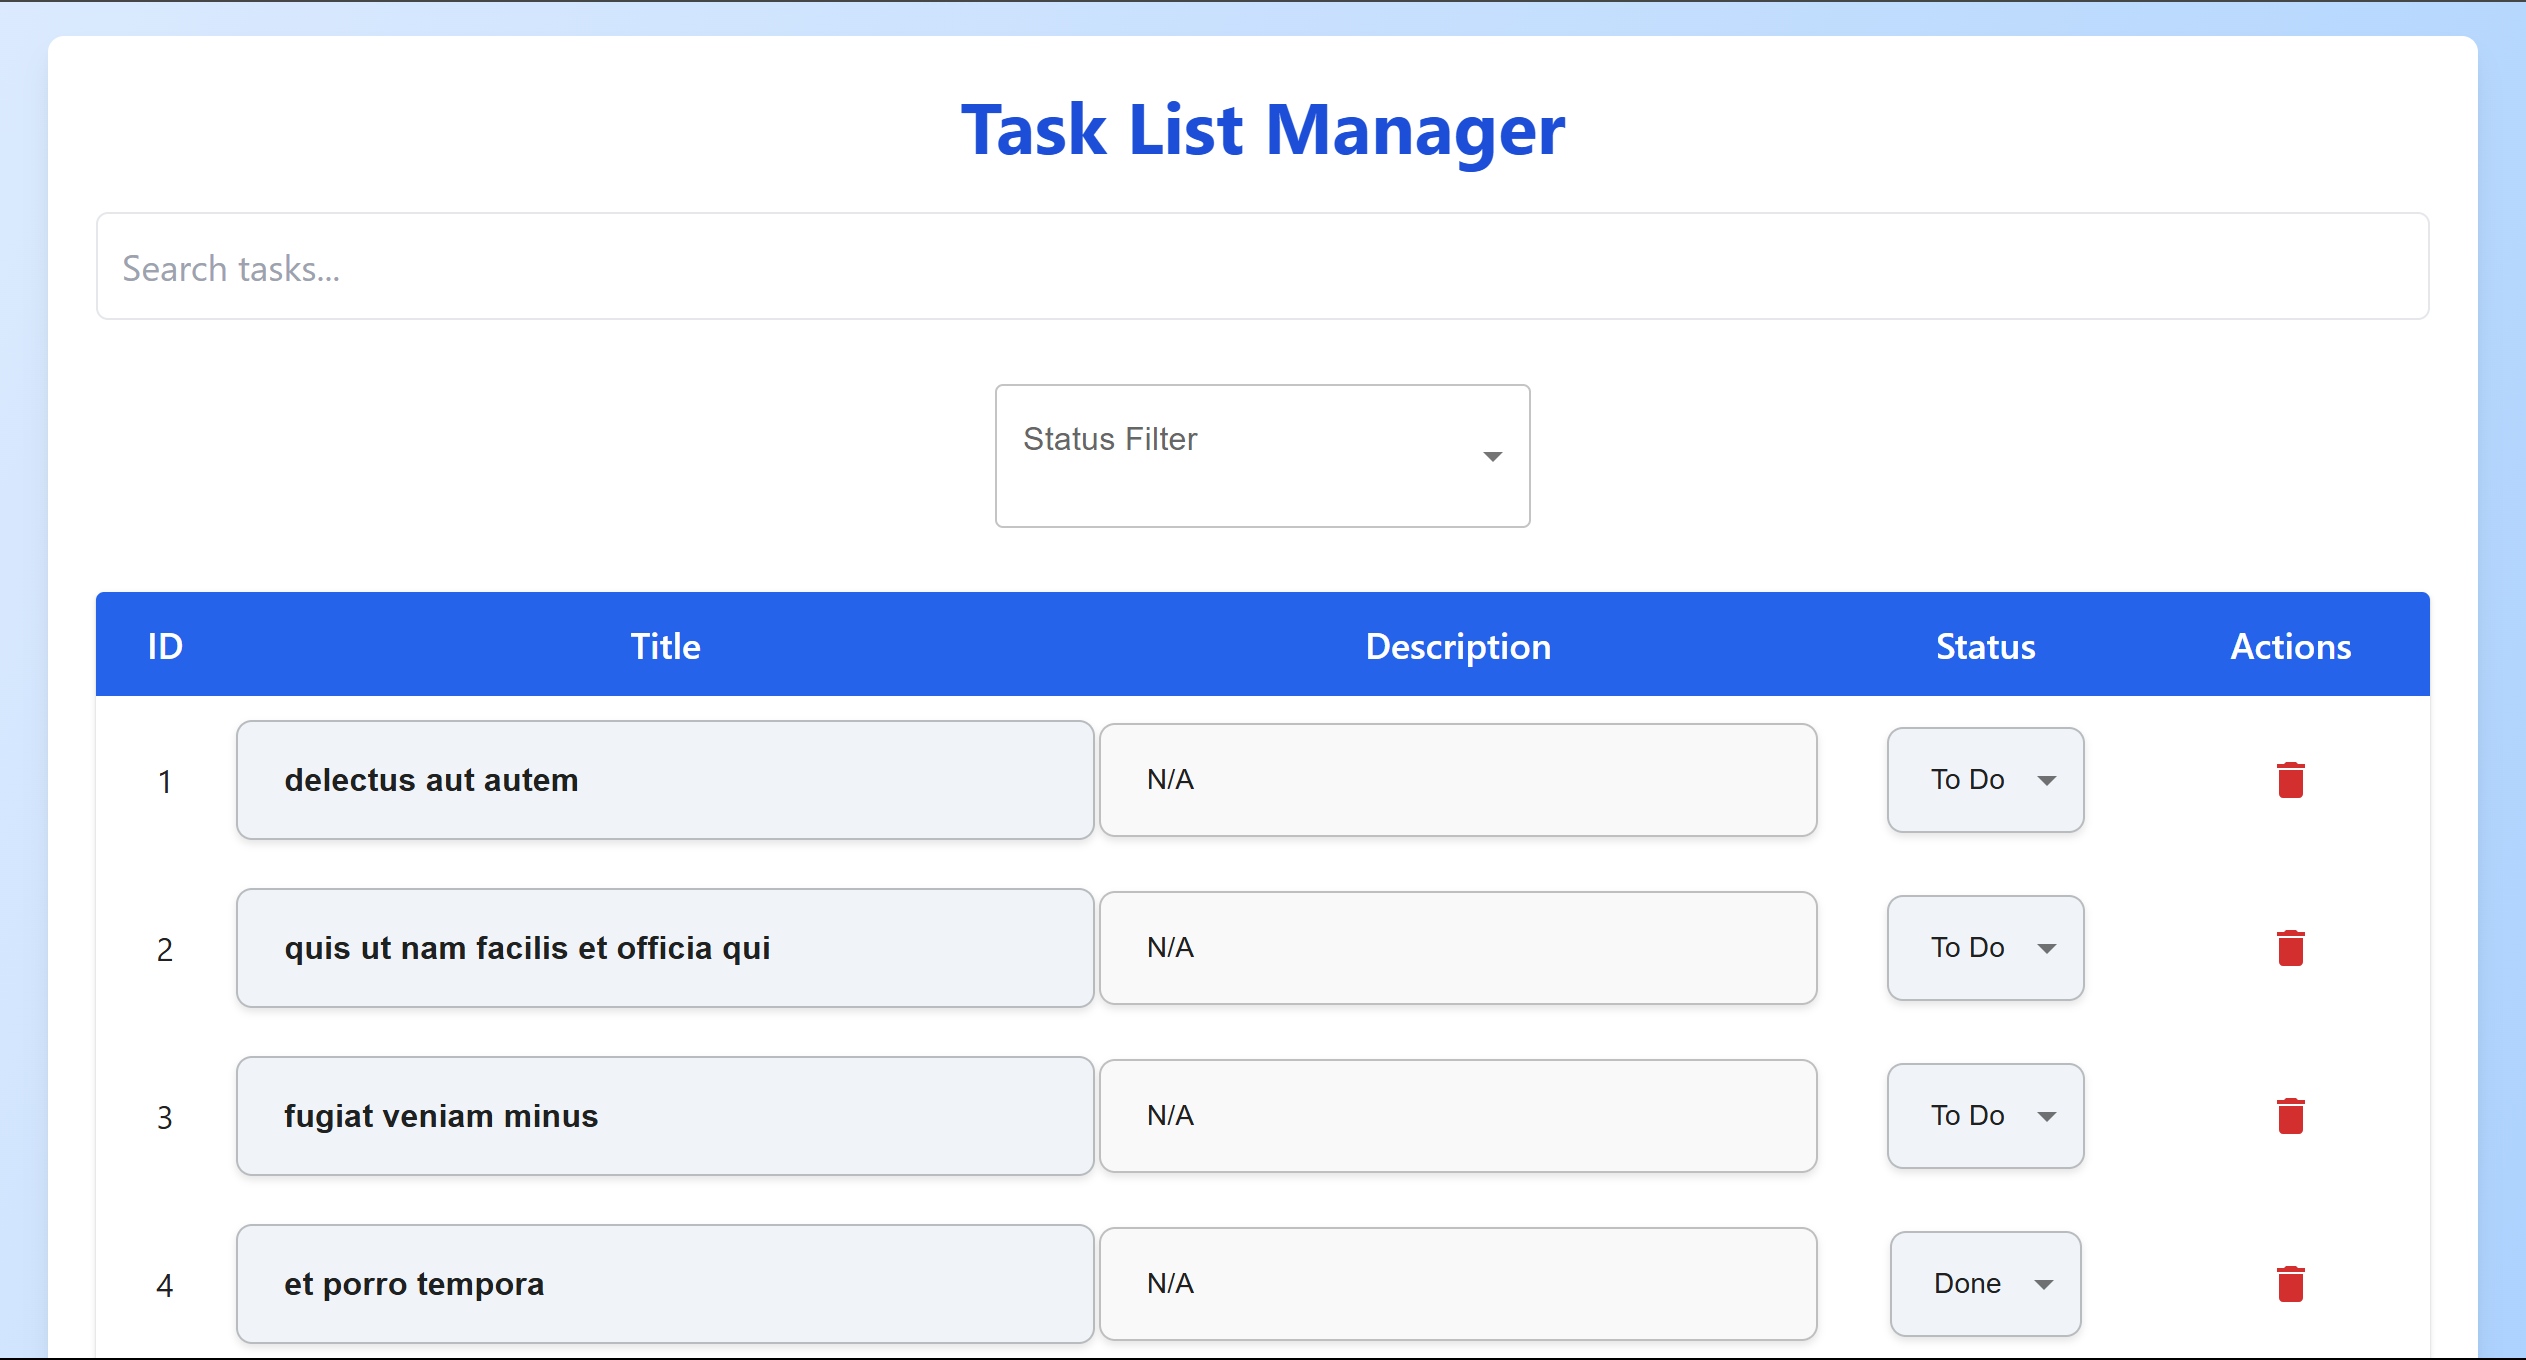 Task List Manager
Search tasks...
Status Filter
ID Title Description Status Actions
1 delectus aut autem N/A To Do
2 quis ut nam facilis et officia qui N/A To Do
3 fugiat veniam minus N/A To Do
4 et porro tempora N/A Done